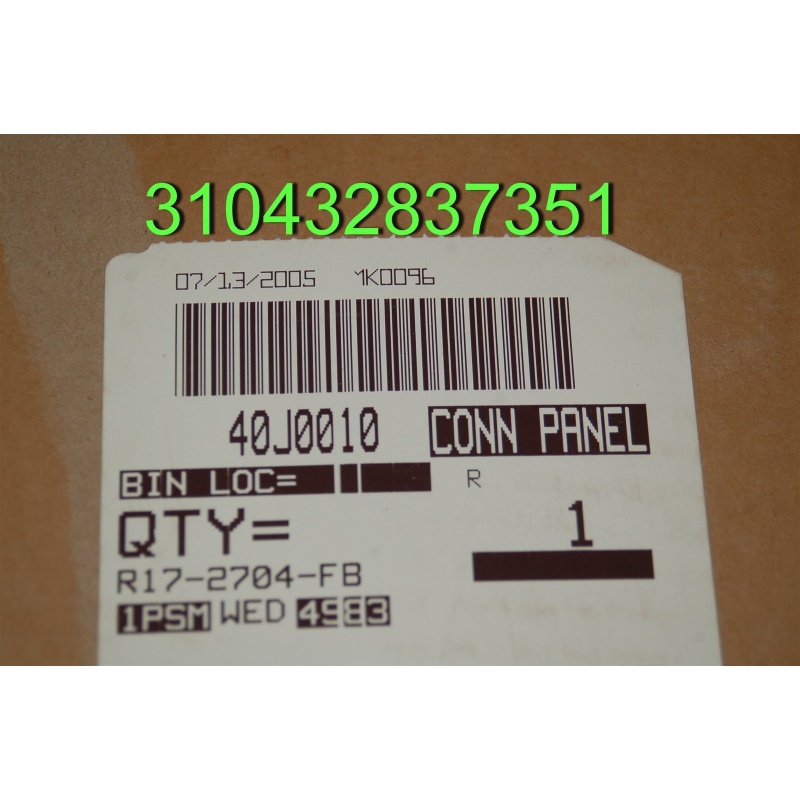 310432837351
07/13/2005 MK0096
40J0010 CONN PANEL
BIN LOC= R
QTY= 1
R17-2704-FB
1PSM WED 4983